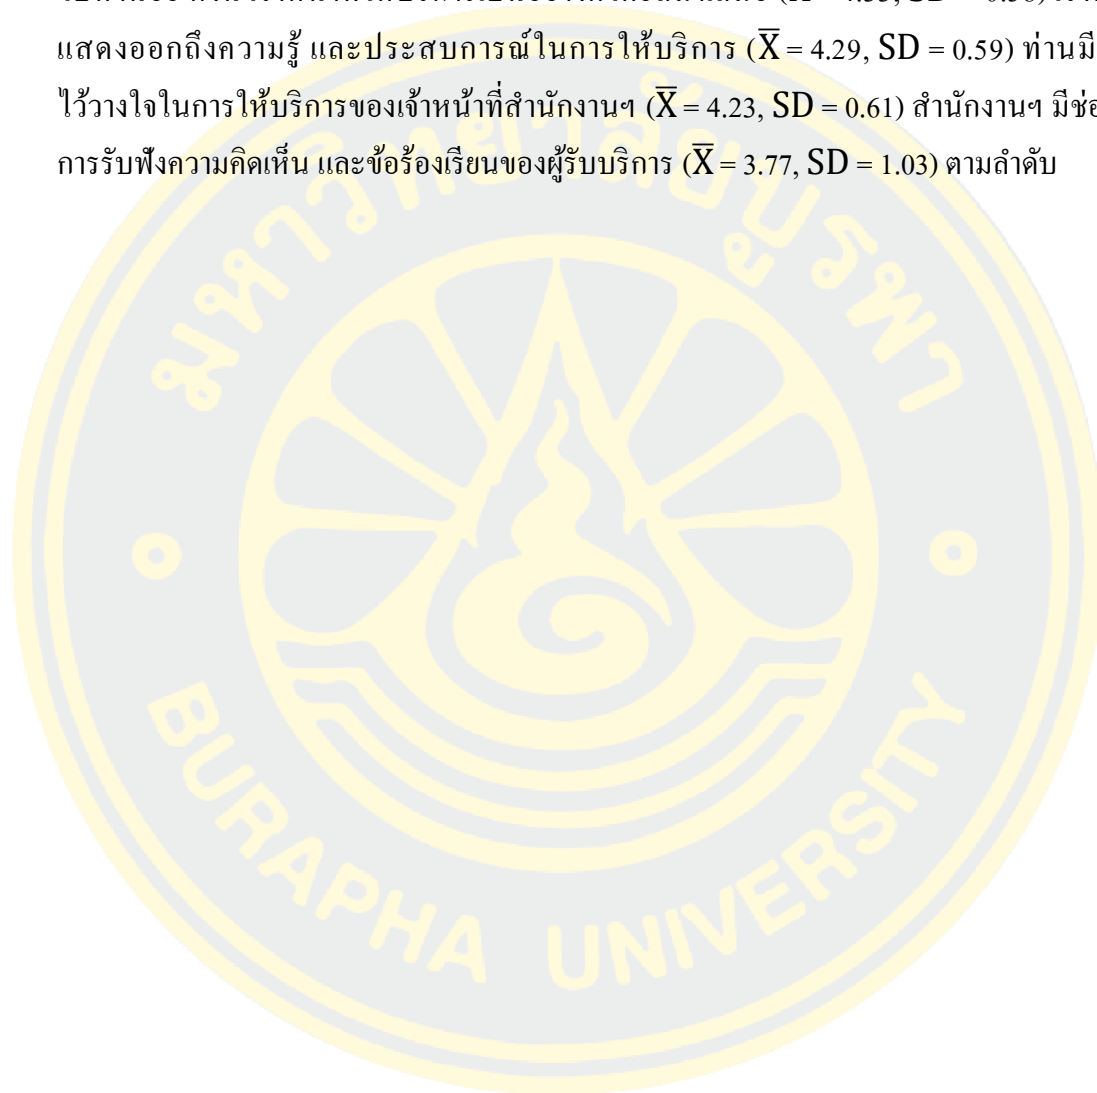 แสดงออกถึงความรู้ และประสบการณ์ในการให้บริการ (X̅ = 4.29, SD = 0.59) ท่านมี
ไว้วางใจในการให้บริการของเจ้าหน้าที่สำนักงานฯ (X̅ = 4.23, SD = 0.61) สำนักงานฯ มีช่อ
การรับฟังความคิดเห็น และข้อร้องเรียนของผู้รับบริการ (X̅ = 3.77, SD = 1.03) ตามลำดับ
มหาวิทยาลัยบูรพา
BURAPHA UNIVERSITY